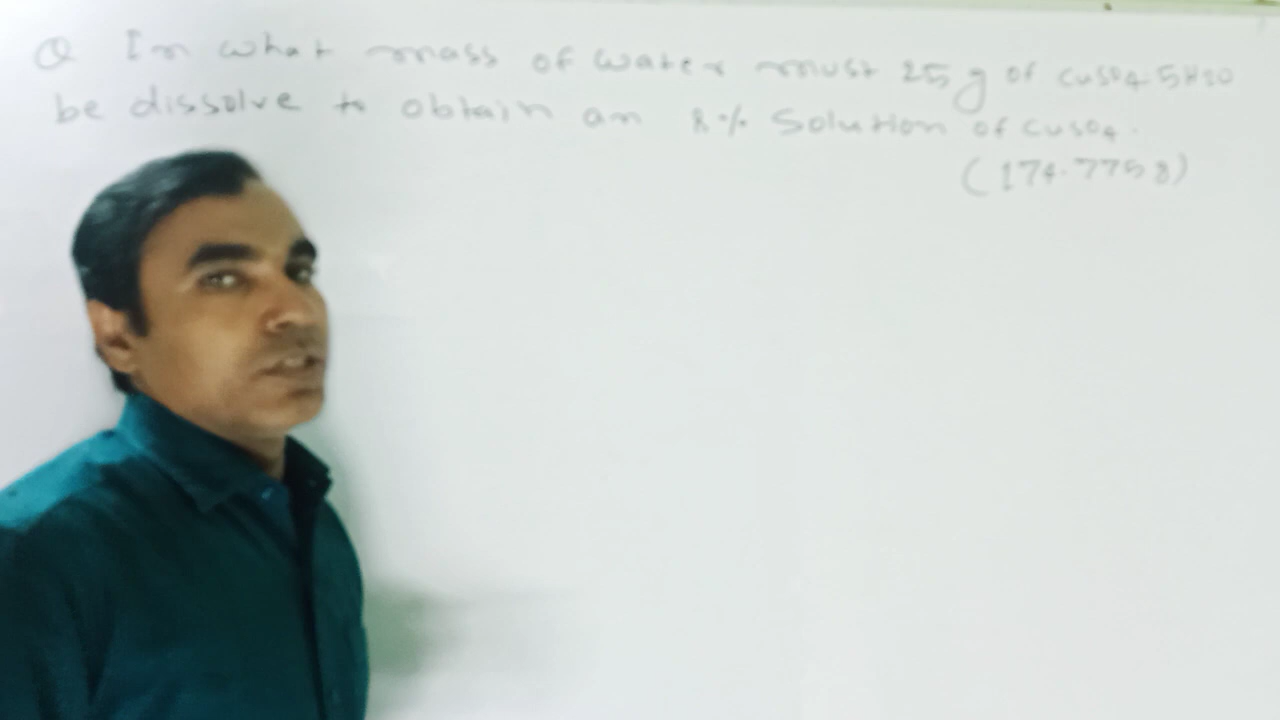 Q In what mass of water must 25 g of CuSO4.5H2O
be dissolve to obtain an 8% Solution of CuSO4.
(174.775 g)